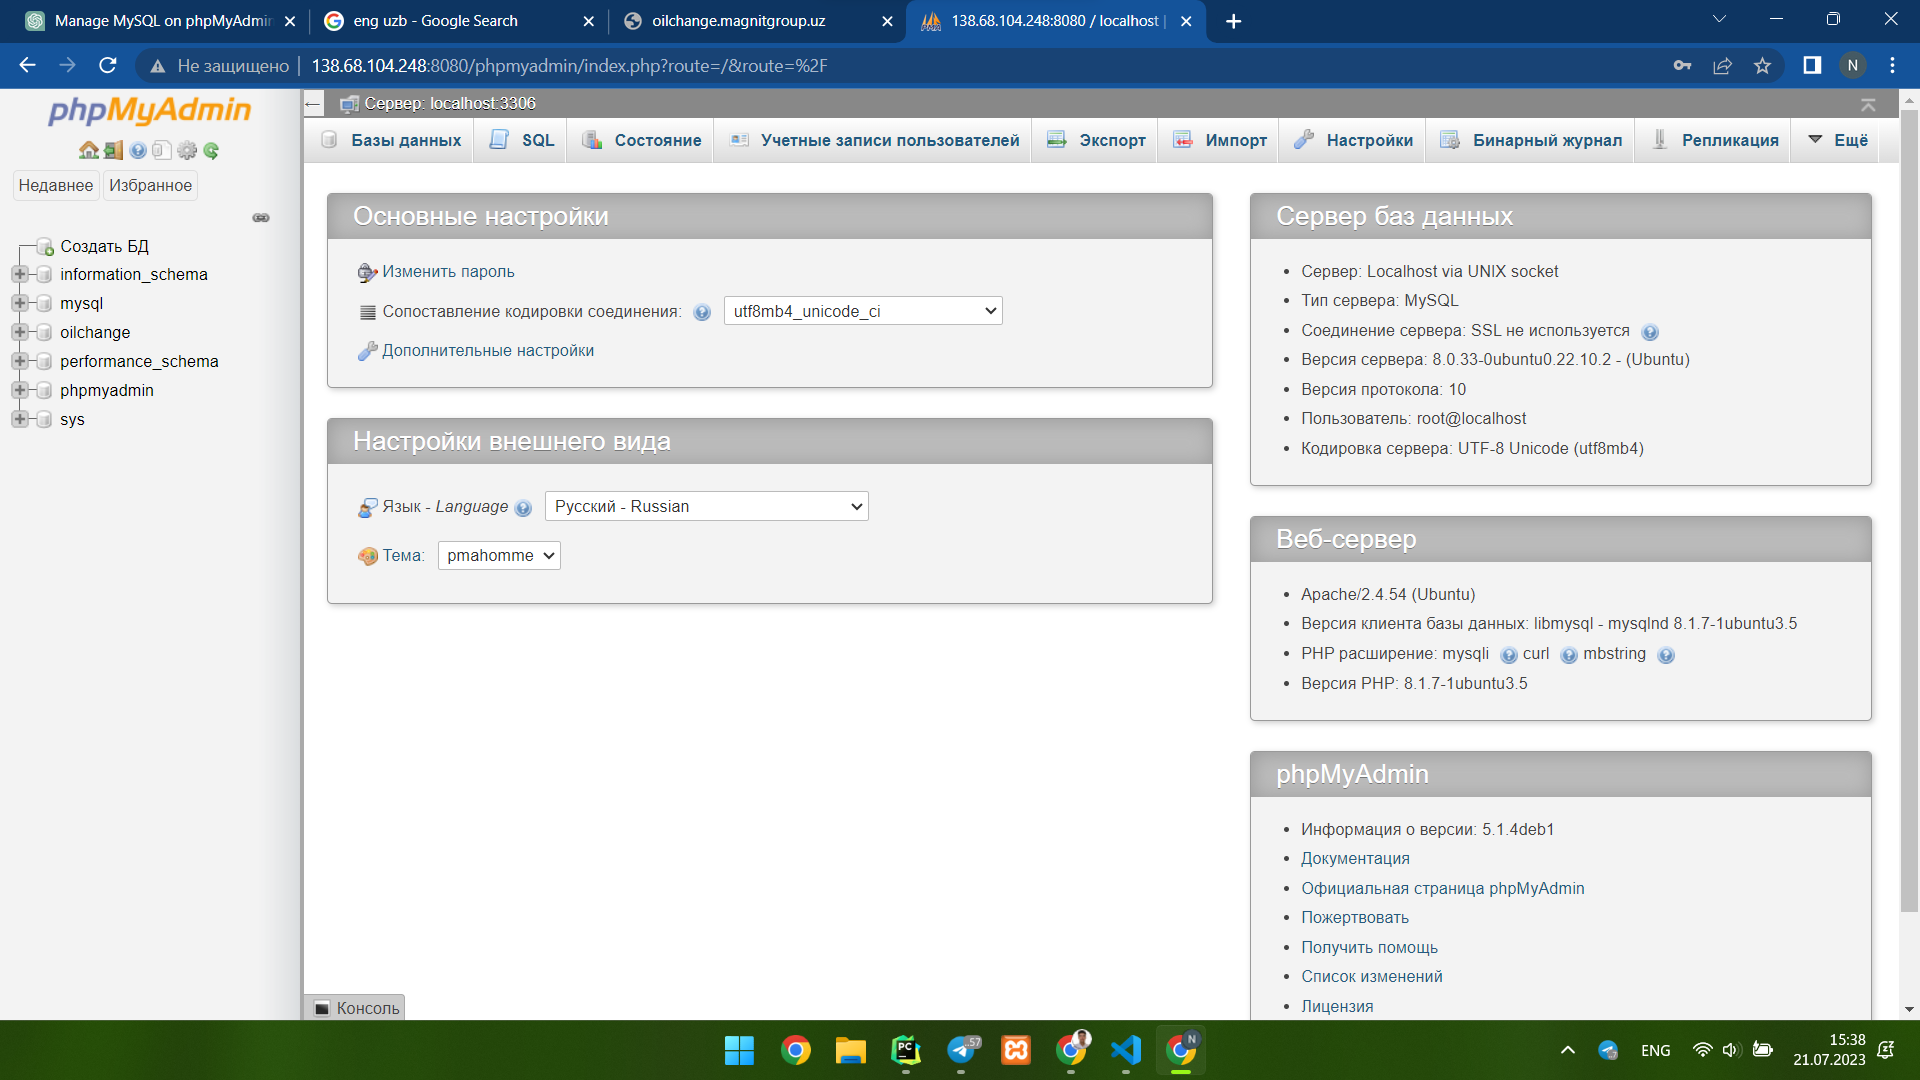 Manage MySQL on phpMyAdmin
eng uzb - Google Search
oilchange.magnitgroup.uz
138.68.104.248:8080 / localhost |
Не защищено
138.68.104.248:8080/phpmyadmin/index.php?route=/&route=%2F
N
phpMyAdmin
Недавнее
Избранное
Создать БД
information_schema
mysql
oilchange
performance_schema
phpmyadmin
sys
Сервер: localhost:3306
Базы данных
SQL
Состояние
Учетные записи пользователей
Экспорт
Импорт
Настройки
Бинарный журнал
Репликация
Ещё
Основные настройки
Изменить пароль
Сопоставление кодировки соединения:
utf8mb4_unicode_ci
Дополнительные настройки
Настройки внешнего вида
Язык - Language
Русский - Russian
Тема:
pmahomme
Сервер баз данных
Сервер: Localhost via UNIX socket
Тип сервера: MySQL
Соединение сервера: SSL не используется
Версия сервера: 8.0.33-0ubuntu0.22.10.2 - (Ubuntu)
Версия протокола: 10
Пользователь: root@localhost
Кодировка сервера: UTF-8 Unicode (utf8mb4)
Веб-сервер
Apache/2.4.54 (Ubuntu)
Версия клиента базы данных: libmysql - mysqlnd 8.1.7-1ubuntu3.5
PHP расширение: mysqli curl mbstring
Версия PHP: 8.1.7-1ubuntu3.5
phpMyAdmin
Информация о версии: 5.1.4deb1
Документация
Официальная страница phpMyAdmin
Пожертвовать
Получить помощь
Список изменений
Лицензия
Консоль
PC
57
N
ENG
15:38
21.07.2023